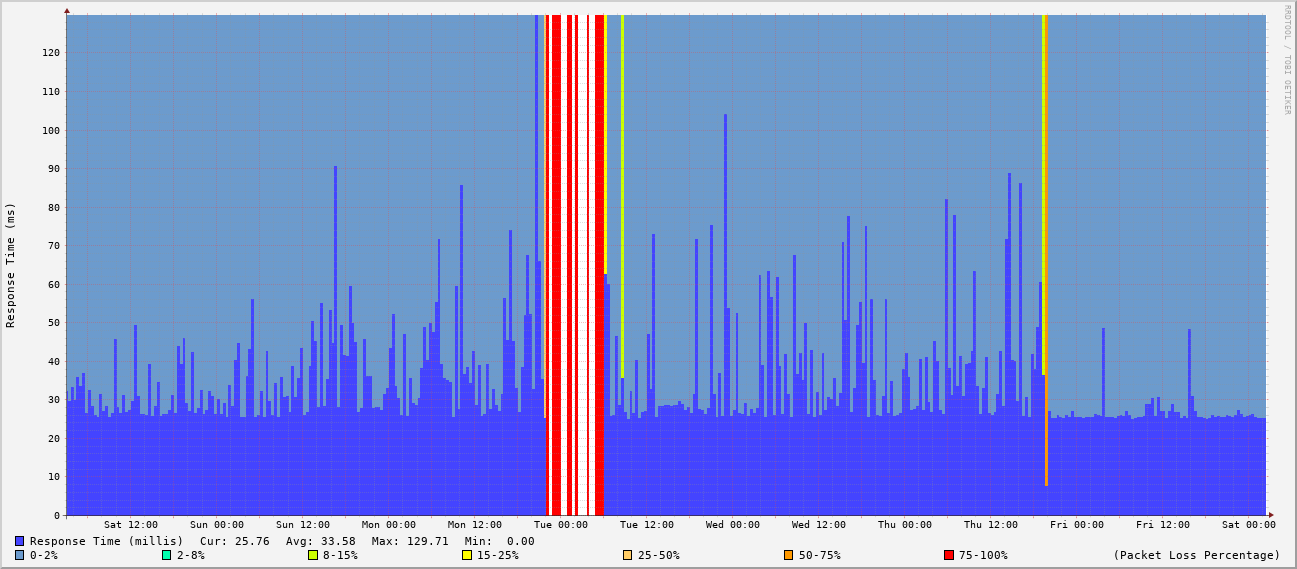 RRDTOOL / TOBI OETIKER
Response Time (ms)
120
110
100
90
80
70
60
50
40
30
20
10
0
Sat 12:00 Sun 00:00 Sun 12:00 Mon 00:00 Mon 12:00 Tue 00:00 Tue 12:00 Wed 00:00 Wed 12:00 Thu 00:00 Thu 12:00 Fri 00:00 Fri 12:00 Sat 00:00
Response Time (millis) Cur: 25.76 Avg: 33.58 Max: 129.71 Min: 0.00
0-2% 2-8% 8-15% 15-25% 25-50% 50-75% 75-100% (Packet Loss Percentage)